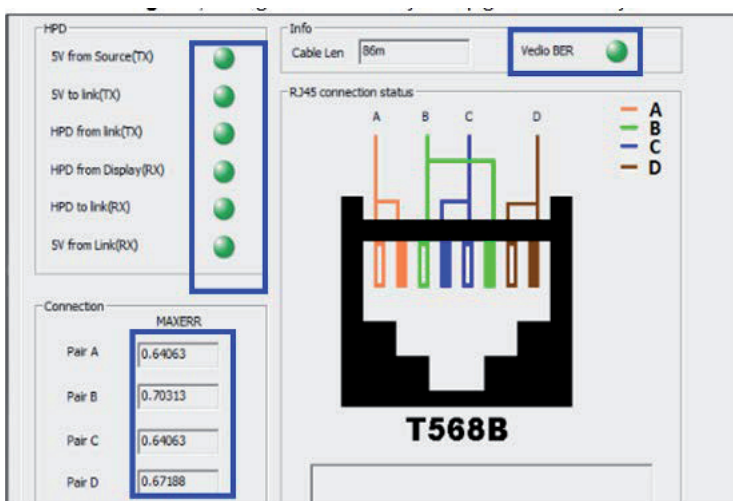 HPD
5V from Source(TX)
5V to link(TX)
HPD from link(TX)
HPD from Display(RX)
HPD to link(RX)
5V from Link(RX)
Info
Cable Len 86m
Vedio BER
RJ45 connection status
A B C D
A
B
C
D
T568B
Connection
MAXERR
Pair A 0.64063
Pair B 0.70313
Pair C 0.64063
Pair D 0.67188